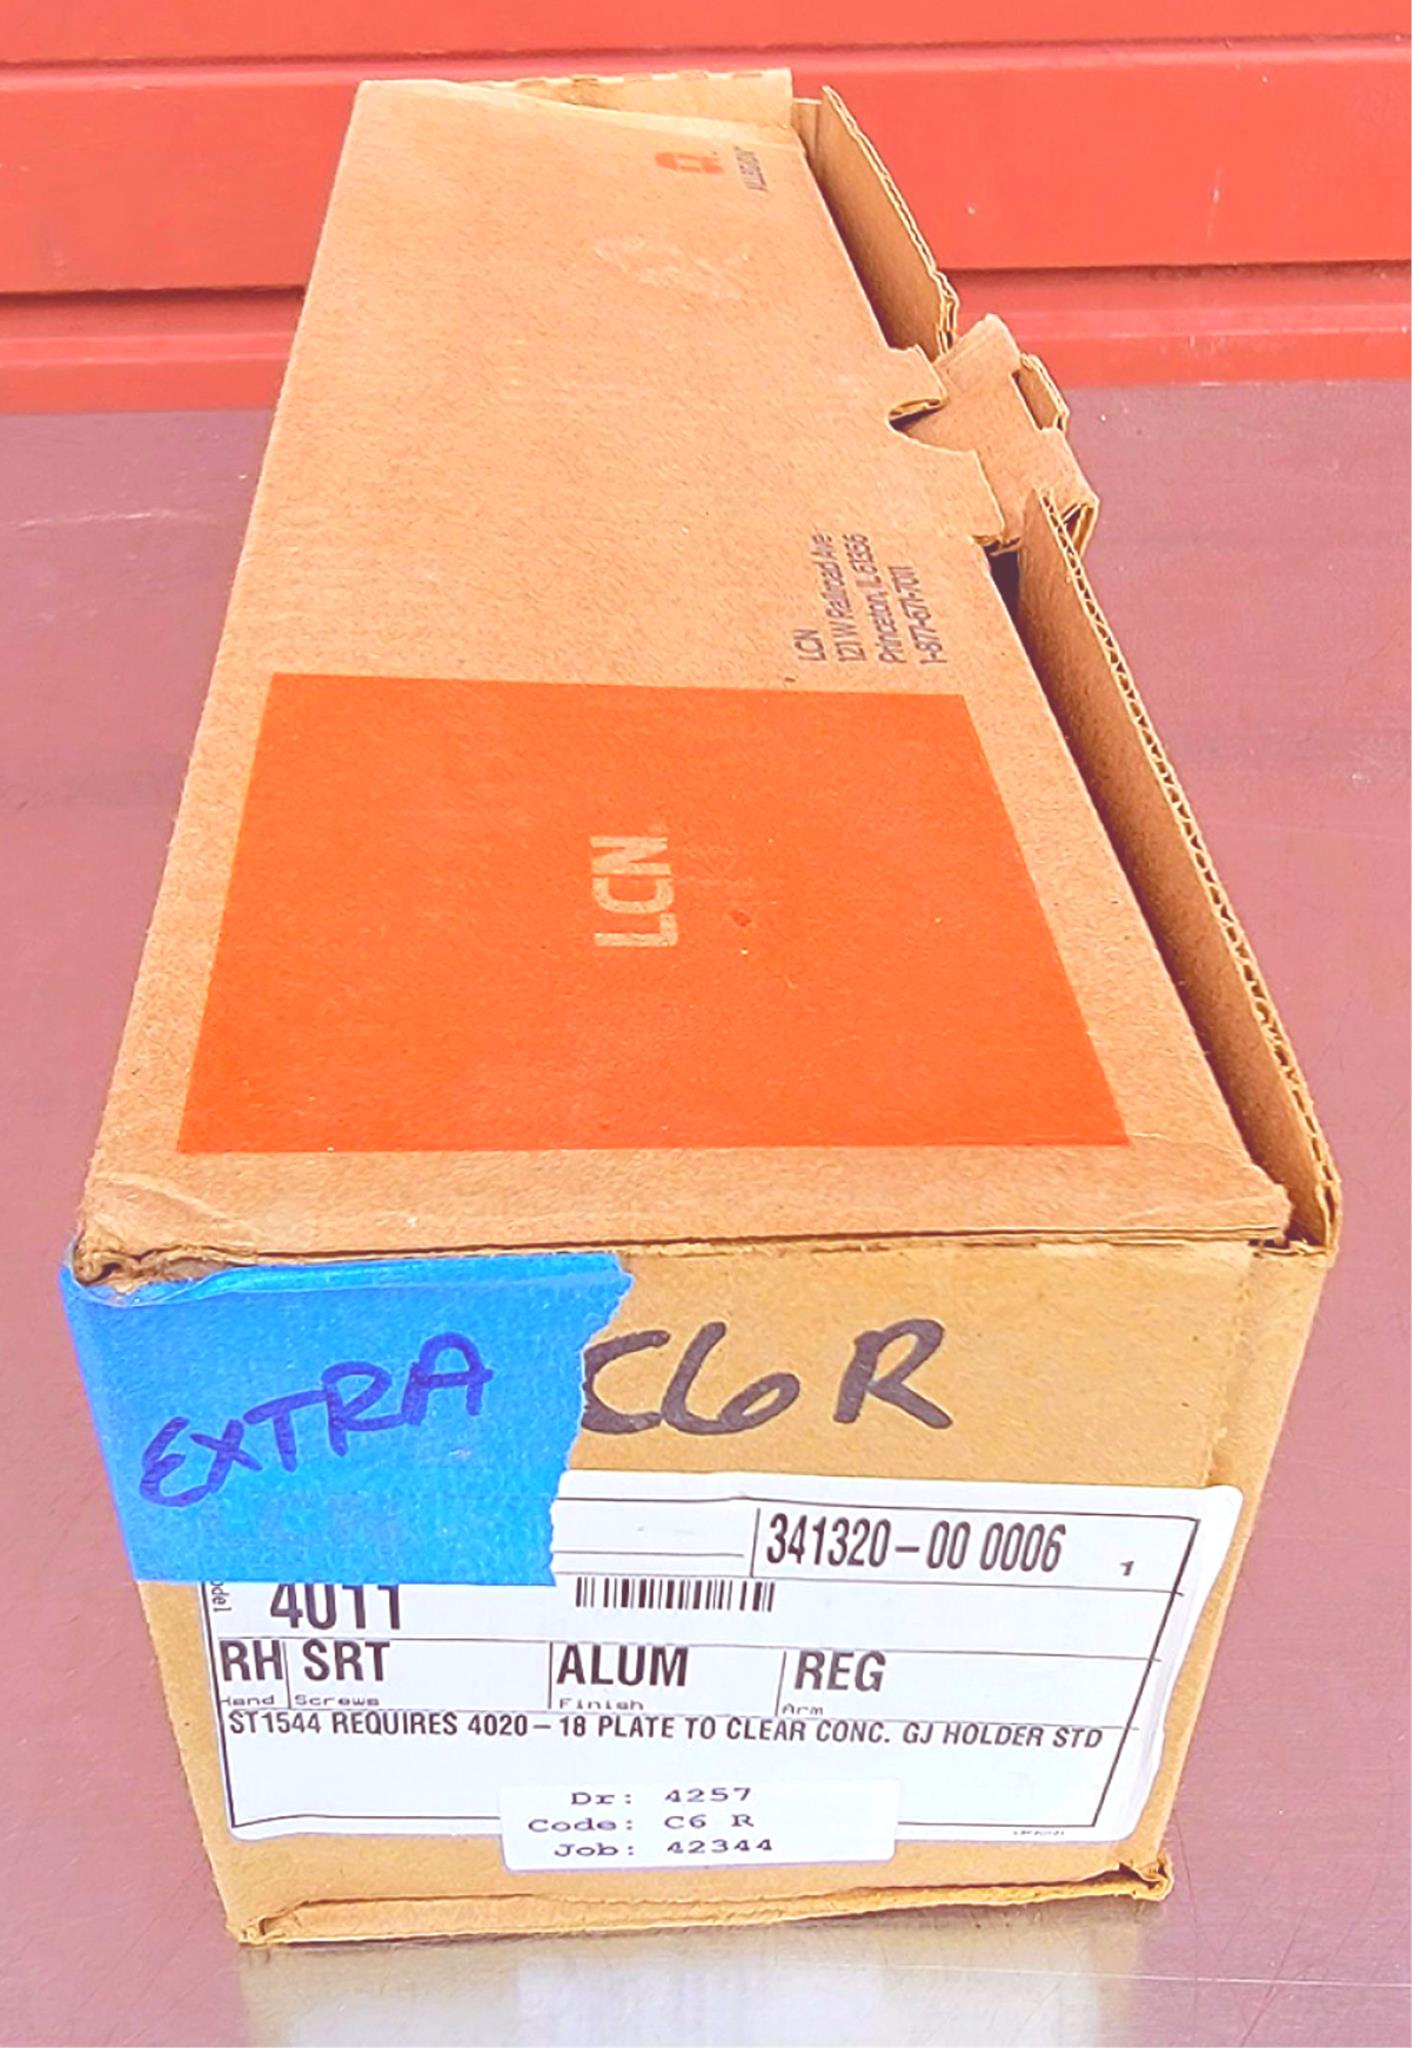 ALLEGION
LCN
121 W Railroad Ave
Princeton, IL 61356
1-877-671-7011
LCN
EXTRA
C6 R
341320-00 0006 1
4011
RH SRT ALUM REG
Hand Screws Finish Arm
ST1544 REQUIRES 4020-18 PLATE TO CLEAR CONC. GJ HOLDER STD
Dr: 4257
Code: C6 R
Job: 42344